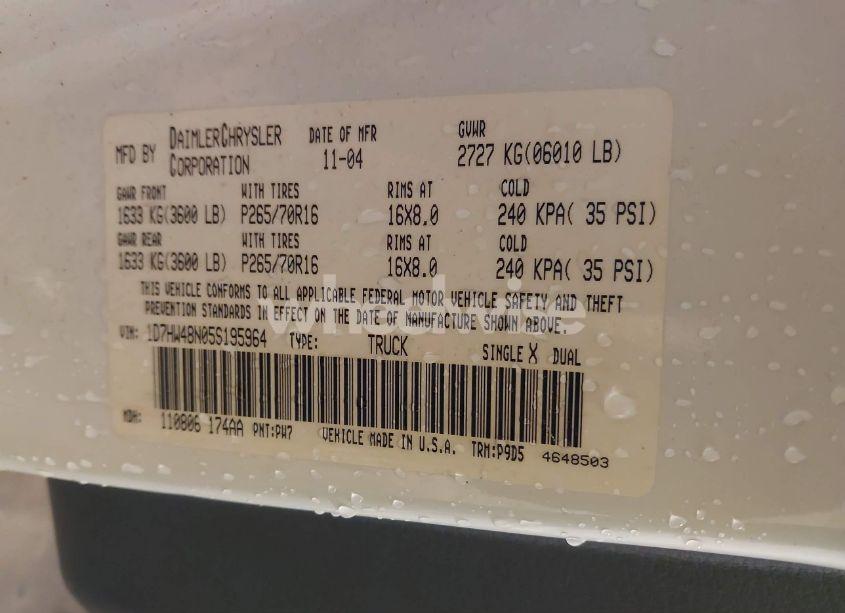 MFD BY DAIMLERCHRYSLER CORPORATION DATE OF MFR 11-04 GVWR 2727 KG(06010 LB)
GAWR FRONT WITH TIRES RIMS AT COLD
1633 KG(3600 LB) P265/70R16 16X8.0 240 KPA( 35 PSI)
GAWR REAR WITH TIRES RIMS AT COLD
1633 KG(3600 LB) P265/70R16 16X8.0 240 KPA( 35 PSI)
THIS VEHICLE CONFORMS TO ALL APPLICABLE FEDERAL MOTOR VEHICLE SAFETY AND THEFT
PREVENTION STANDARDS IN EFFECT ON THE DATE OF MANUFACTURE SHOWN ABOVE.
VIN: 1D7HW48N05S195964 TYPE: TRUCK SINGLE X DUAL
MDH: 110806 174AA PNT:PW7 VEHICLE MADE IN U.S.A. TRM:P9D5 4648503